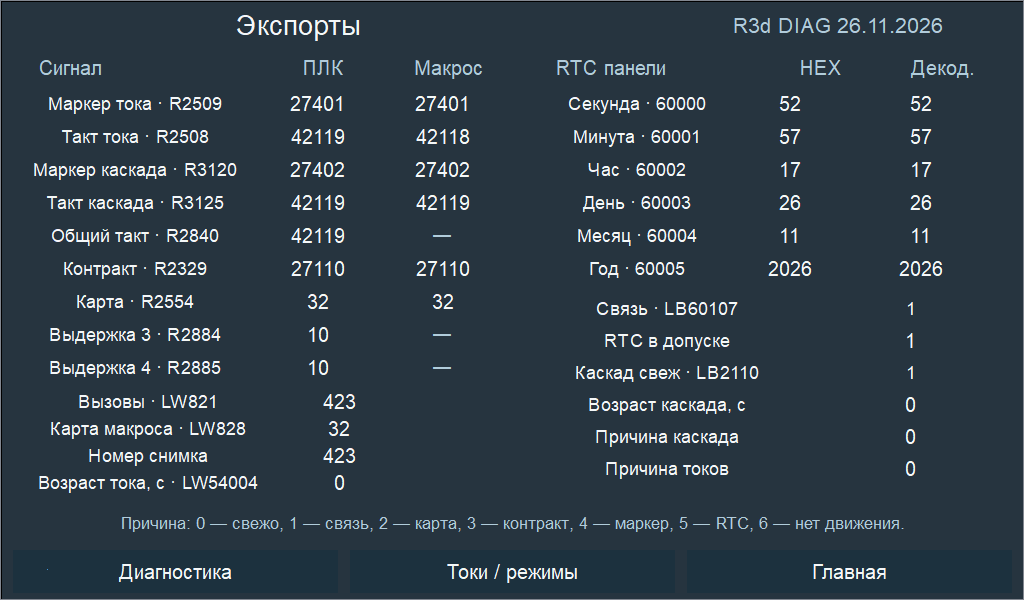 Экспорты R3d DIAG 26.11.2026
Сигнал ПЛК Макрос RTC панели HEX Декод.
Маркер тока · R2509 27401 27401 Секунда · 60000 52 52
Такт тока · R2508 42119 42118 Минута · 60001 57 57
Маркер каскада · R3120 27402 27402 Час · 60002 17 17
Такт каскада · R3125 42119 42119 День · 60003 26 26
Общий такт · R2840 42119 — Месяц · 60004 11 11
Контракт · R2329 27110 27110 Год · 60005 2026 2026
Карта · R2554 32 32 Связь · LB60107 1
Выдержка 3 · R2884 10 — RTC в допуске 1
Выдержка 4 · R2885 10 — Каскад свеж · LB2110 1
Вызовы · LW821 423 Возраст каскада, с 0
Карта макроса · LW828 32 Причина каскада 0
Номер снимка 423 Причина токов 0
Возраст тока, с · LW54004 0
Причина: 0 — свежо, 1 — связь, 2 — карта, 3 — контракт, 4 — маркер, 5 — RTC, 6 — нет движения.
Диагностика Токи / режимы Главная